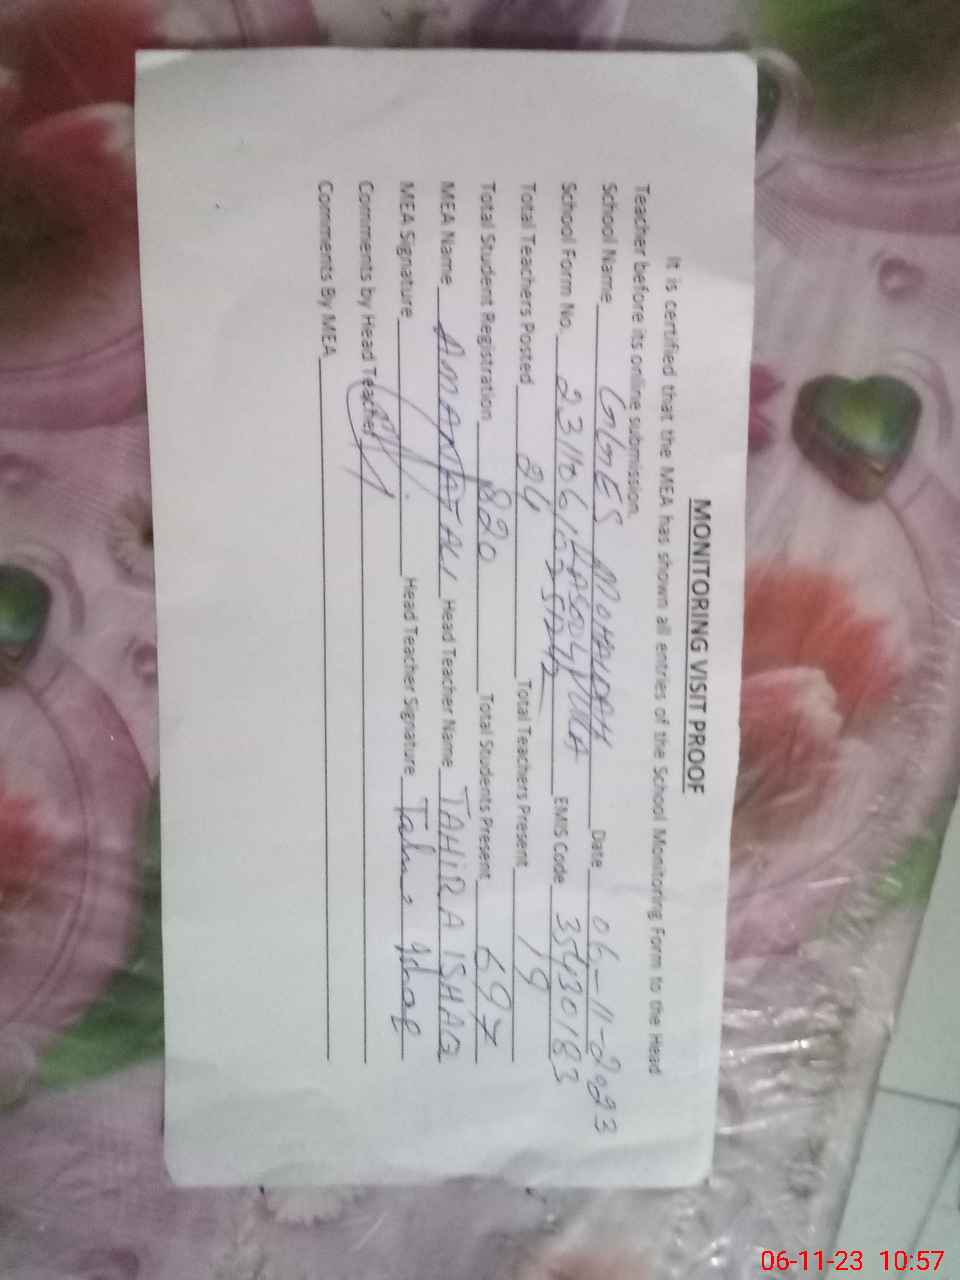 MONITORING VISIT PROOF
It is certified that the MEA has shown all entries of the School Monitoring Form to the Head
Teacher before its online submission.
School Name GGES Date 06-11-2023
School Form No. EMIS Code 35430183
Total Teachers Posted 24 Total Teachers Present 19
Total Student Registration 820 Total Students Present 697
MEA Name AMANAT ALI Head Teacher Name TAHIRA ISHAQ
MEA Signature Head Teacher Signature Tahira Ishaq
Comments by Head Teacher
Comments By MEA
06-11-23 10:57